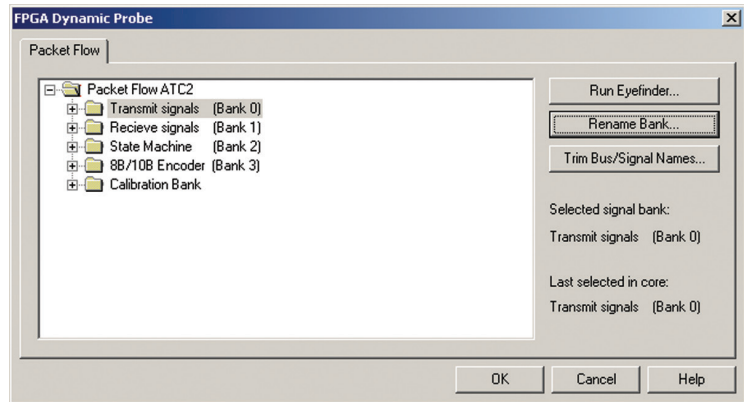 FPGA Dynamic Probe
Packet Flow
Packet Flow ATC2
Transmit signals (Bank 0)
Recieve signals (Bank 1)
State Machine (Bank 2)
8B/10B Encoder (Bank 3)
Calibration Bank
Run Eyefinder...
Rename Bank...
Trim Bus/Signal Names...
Selected signal bank:
Transmit signals (Bank 0)
Last selected in core:
Transmit signals (Bank 0)
OK
Cancel
Help